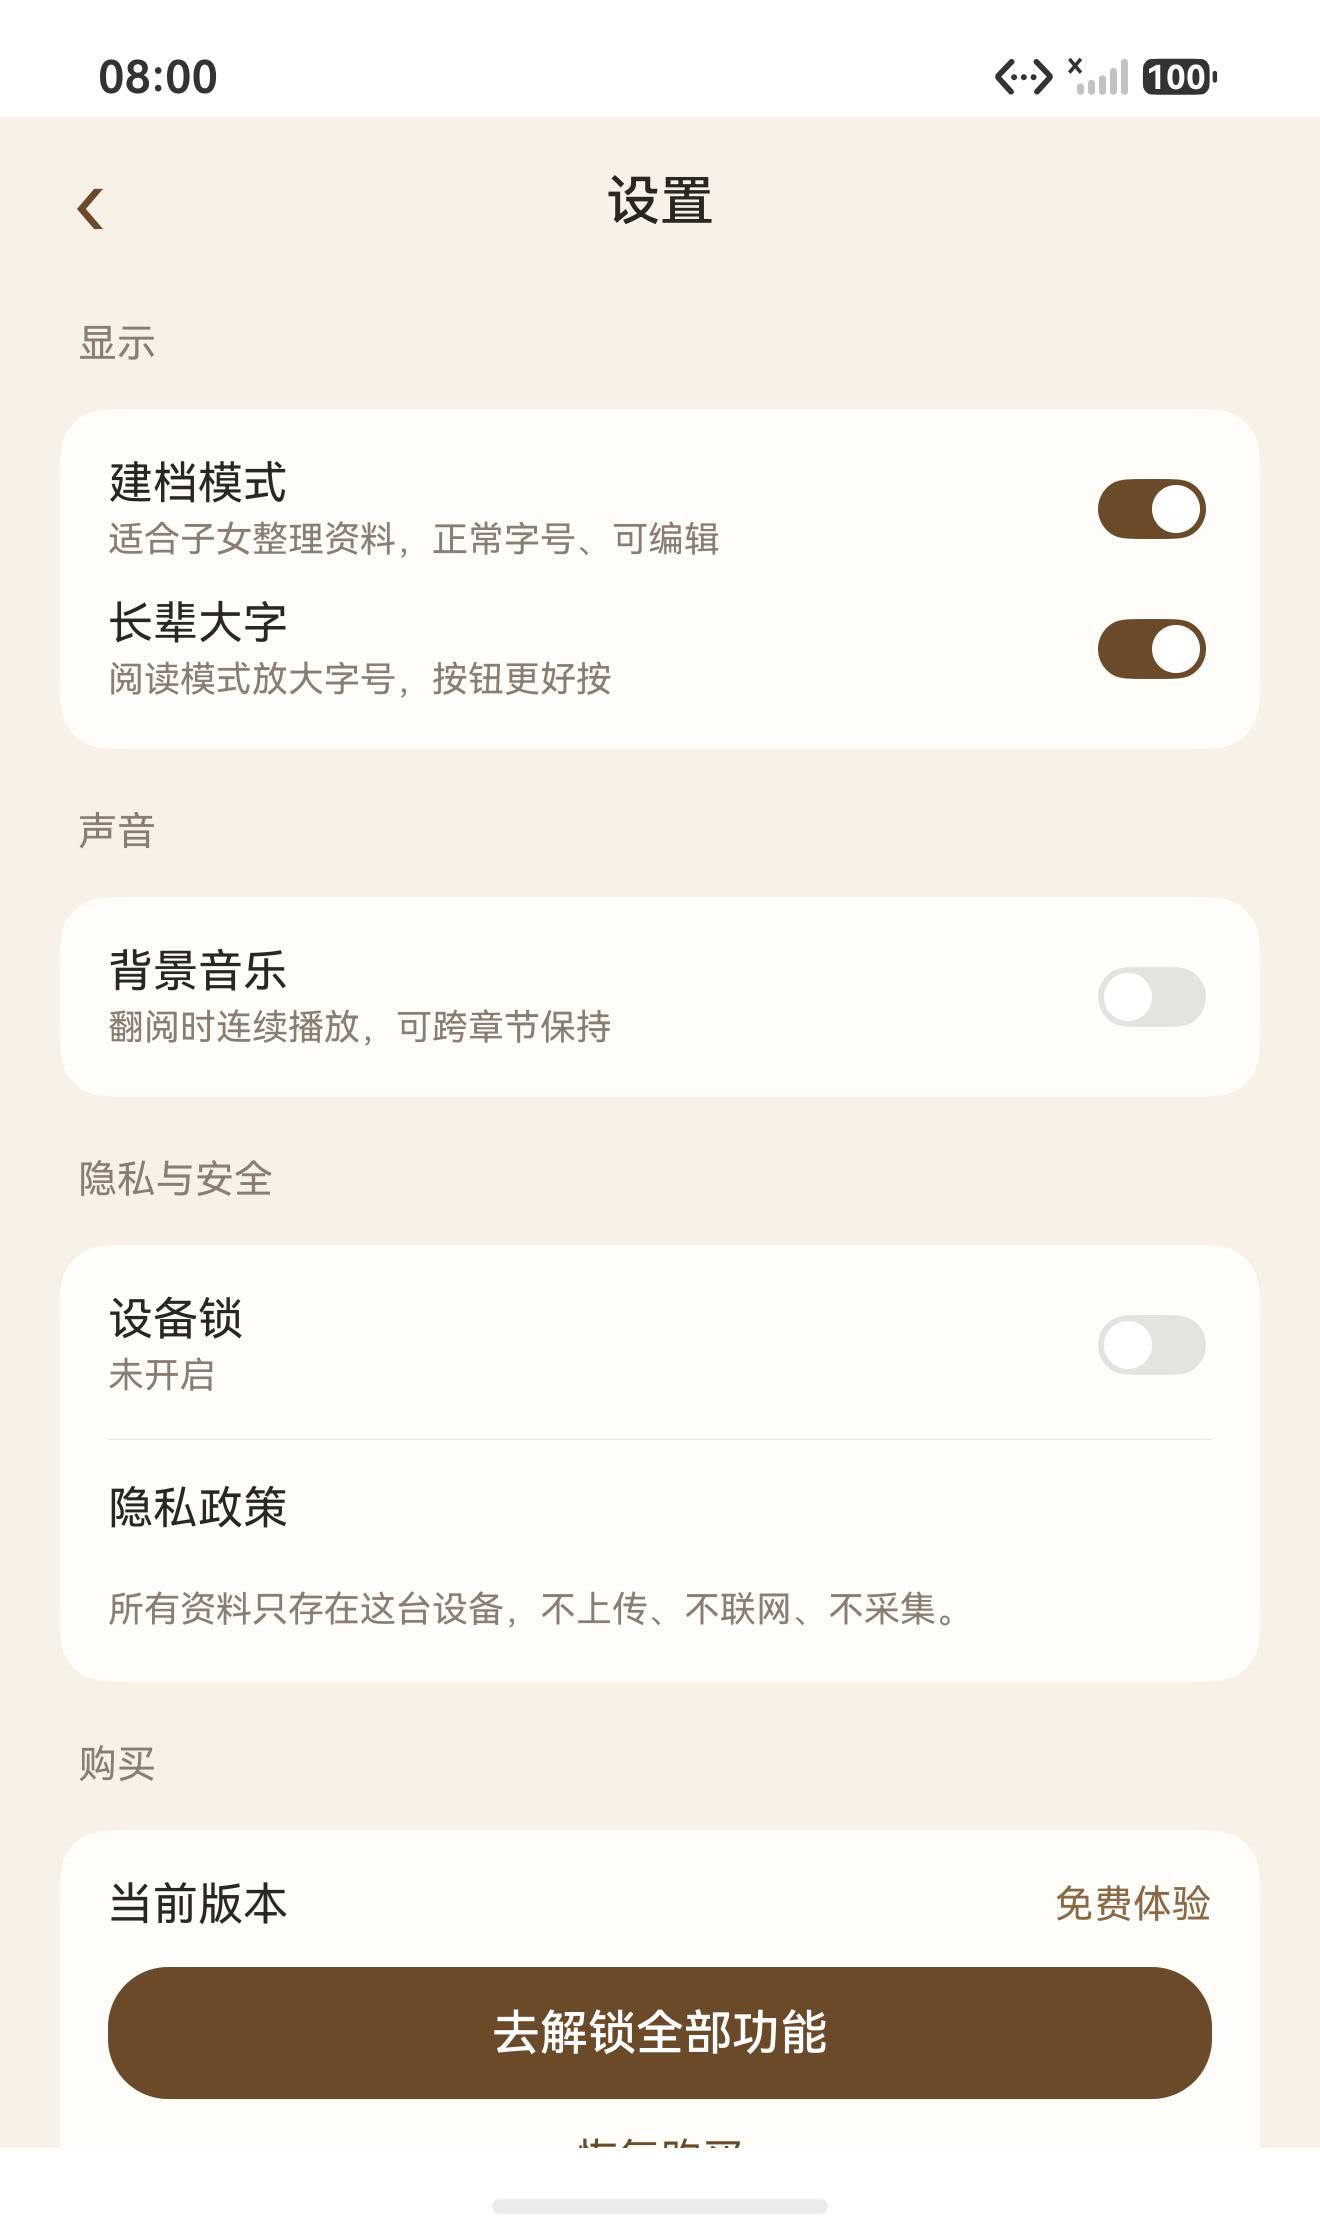 08:00
100
设置
显示
建档模式
适合子女整理资料，正常字号、可编辑
长辈大字
阅读模式放大字号，按钮更好按
声音
背景音乐
翻阅时连续播放，可跨章节保持
隐私与安全
设备锁
未开启
隐私政策
所有资料只存在这台设备，不上传、不联网、不采集。
购买
当前版本
免费体验
去解锁全部功能
恢复购买